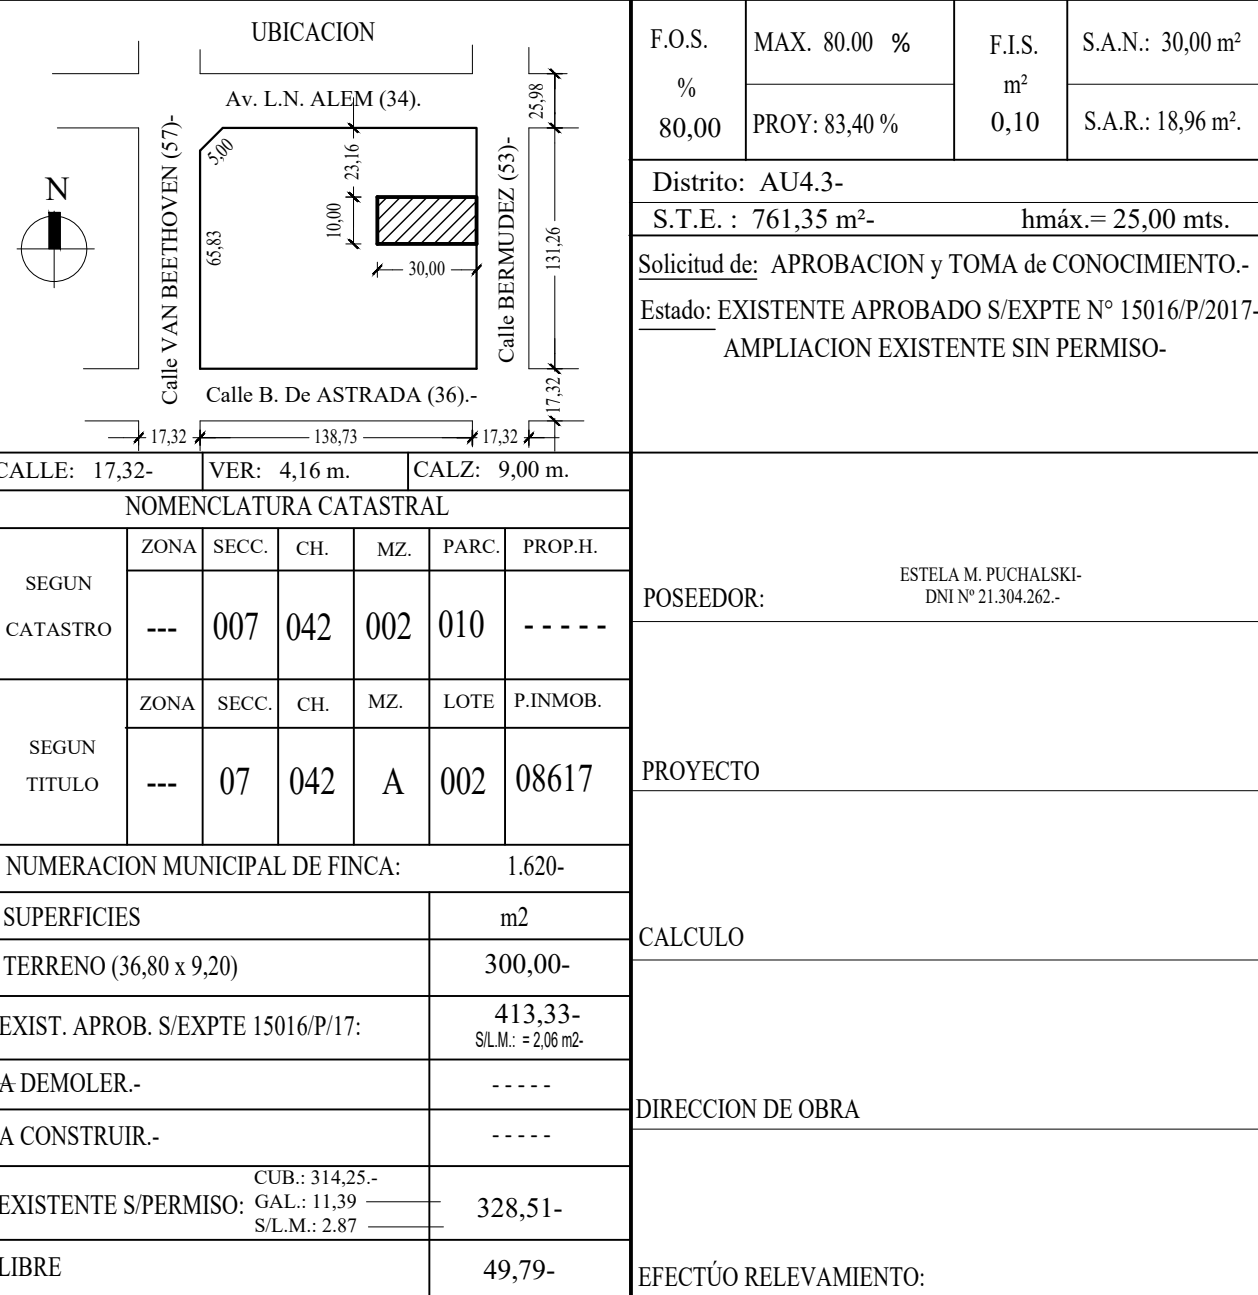 UBICACION
Av. L.N. ALEM (34).
25,98
5,00
23,16
Calle VAN BEETHOVEN (57)-
N
65,83
10,00
30,00
Calle BERMUDEZ (53)-
131,26
Calle B. De ASTRADA (36).-
17,32
17,32
138,73
17,32
CALLE: 17,32-
VER: 4,16 m.
CALZ: 9,00 m.
NOMENCLATURA CATASTRAL
ZONA SECC. CH. MZ. PARC. PROP.H.
SEGUN
CATASTRO
--- 007 042 002 010 - - - - -
ZONA SECC. CH. MZ. LOTE P.INMOB.
SEGUN
TITULO
--- 07 042 A 002 08617
NUMERACION MUNICIPAL DE FINCA: 1.620-
SUPERFICIES m2
TERRENO (36,80 x 9,20) 300,00-
EXIST. APROB. S/EXPTE 15016/P/17: 413,33-
S/L.M.: = 2,06 m2-
A DEMOLER.- - - - - -
A CONSTRUIR.- - - - - -
EXISTENTE S/PERMISO: 328,51-
CUB.: 314,25.-
GAL.: 11,39
S/L.M.: 2.87
LIBRE 49,79-
F.O.S.
%
80,00
MAX. 80.00 %
PROY: 83,40 %
F.I.S.
m²
0,10
S.A.N.: 30,00 m²
S.A.R.: 18,96 m².
Distrito: AU4.3-
S.T.E. : 761,35 m²- hmáx.= 25,00 mts.
Solicitud de: APROBACION y TOMA de CONOCIMIENTO.-
Estado: EXISTENTE APROBADO S/EXPTE N° 15016/P/2017-
AMPLIACION EXISTENTE SIN PERMISO-
POSEEDOR:
ESTELA M. PUCHALSKI-
DNI Nº 21.304.262.-
PROYECTO
CALCULO
DIRECCION DE OBRA
EFECTÚO RELEVAMIENTO: